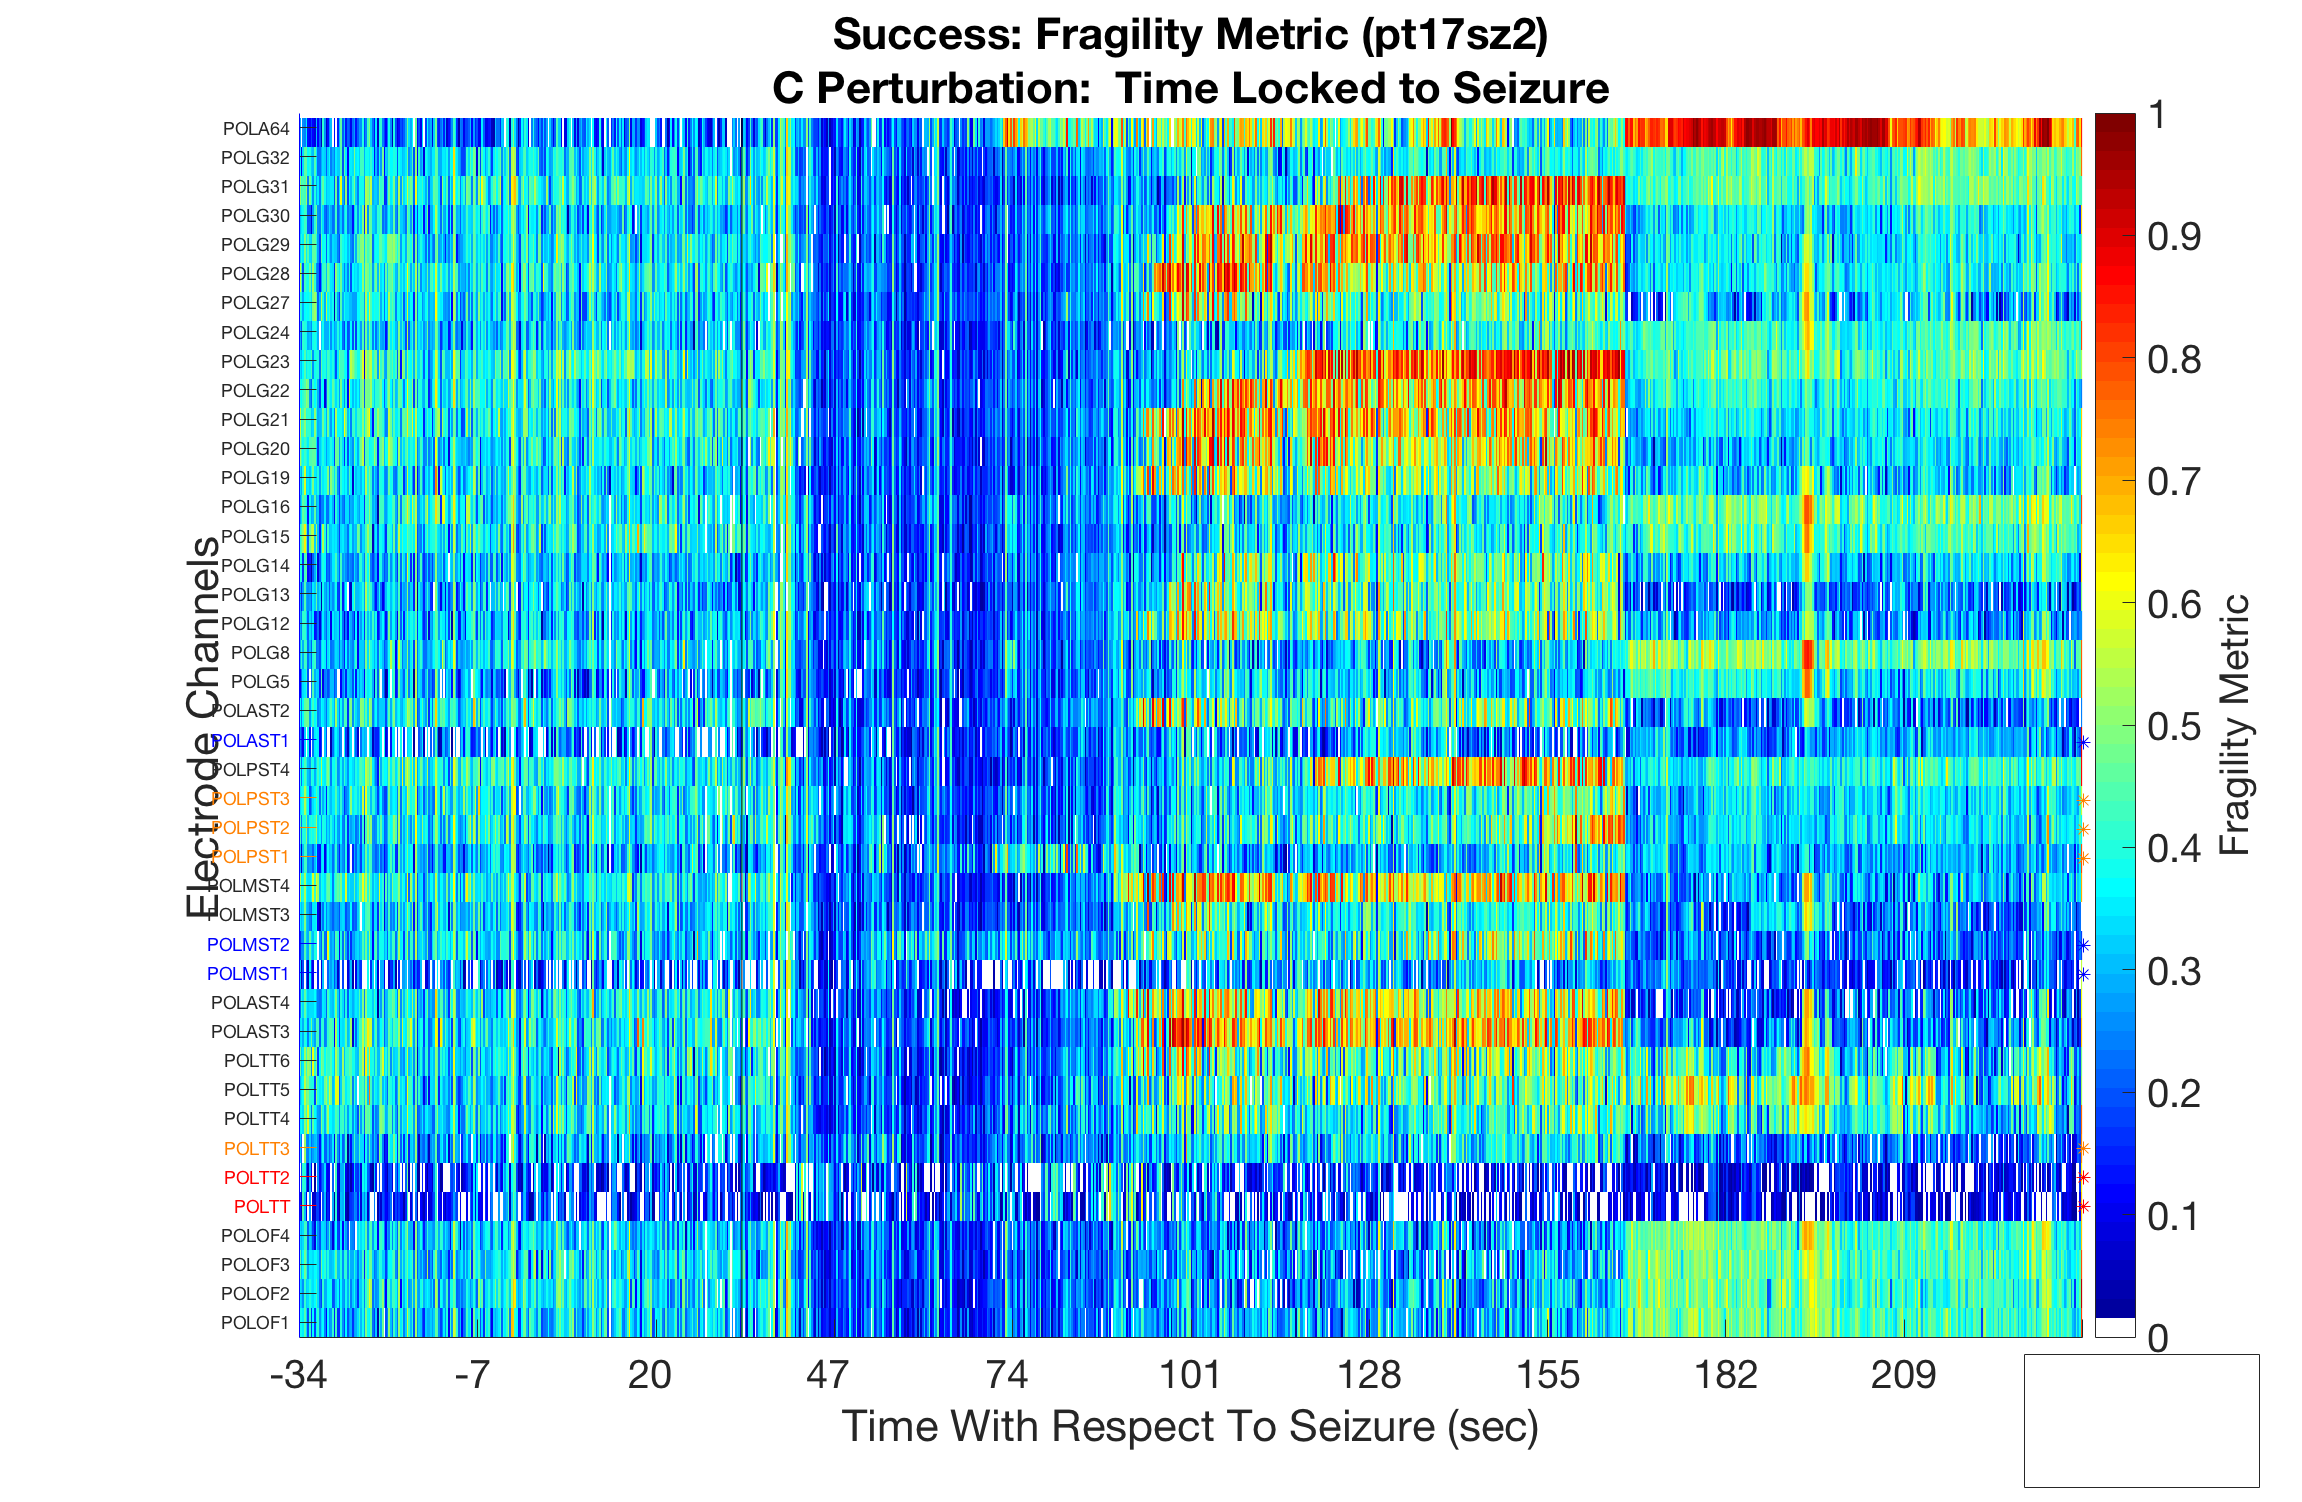 Success: Fragility Metric (pt17sz2)
C Perturbation:  Time Locked to Seizure
Electrode Channels
POLA64
POLG32
POLG31
POLG30
POLG29
POLG28
POLG27
POLG24
POLG23
POLG22
POLG21
POLG20
POLG19
POLG16
POLG15
POLG14
POLG13
POLG12
POLG8
POLG5
POLAST2
POLAST1
POLPST4
POLPST3
POLPST2
POLPST1
POLMST4
POLMST3
POLMST2
POLMST1
POLAST4
POLAST3
POLTT6
POLTT5
POLTT4
POLTT3
POLTT2
POLTT
POLOF4
POLOF3
POLOF2
POLOF1
-34 -7 20 47 74 101 128 155 182 209
Time With Respect To Seizure (sec)
1
0.9
0.8
0.7
0.6
0.5
0.4
0.3
0.2
0.1
0
Fragility Metric